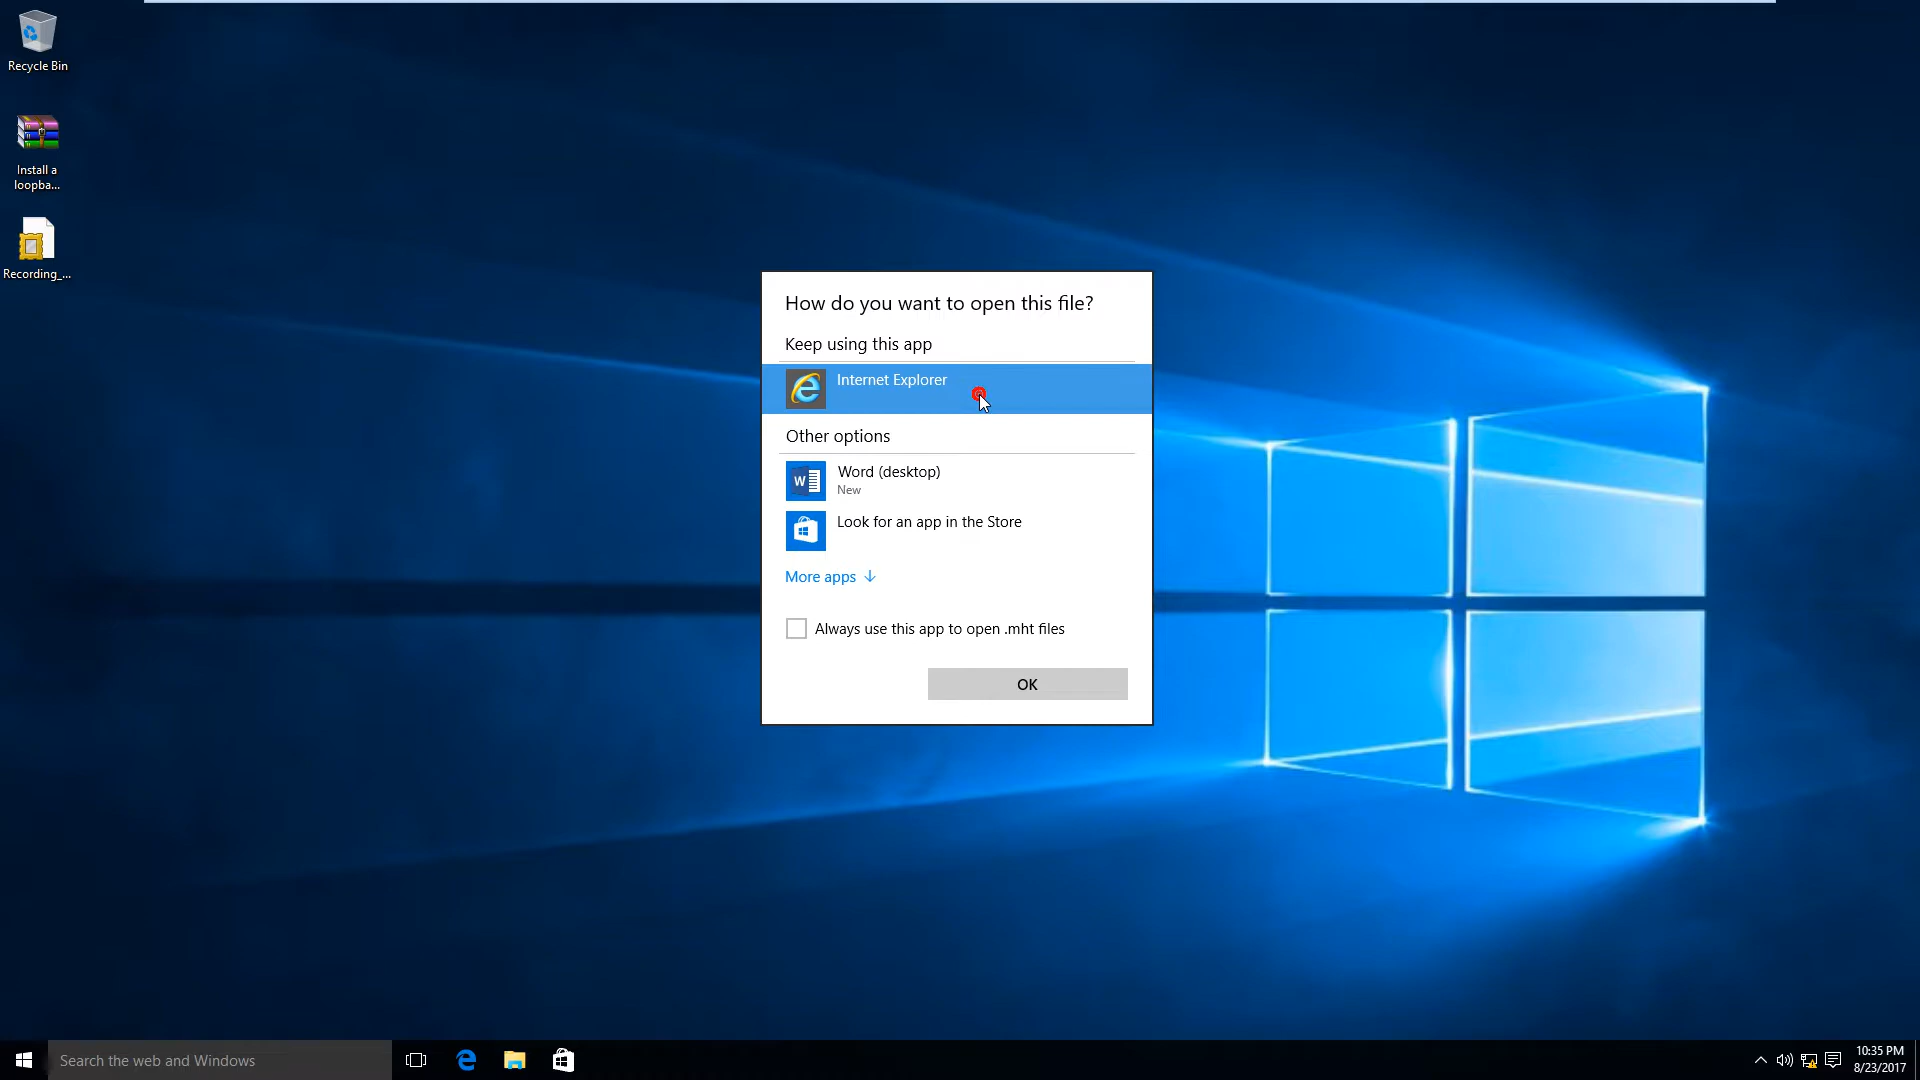 Recycle Bin
Install a
loopba...
Recording_...
How do you want to open this file?
Keep using this app
Internet Explorer
Other options
Word (desktop)
New
Look for an app in the Store
More apps ↓
Always use this app to open .mht files
OK
Search the web and Windows
10:35 PM
8/23/2017